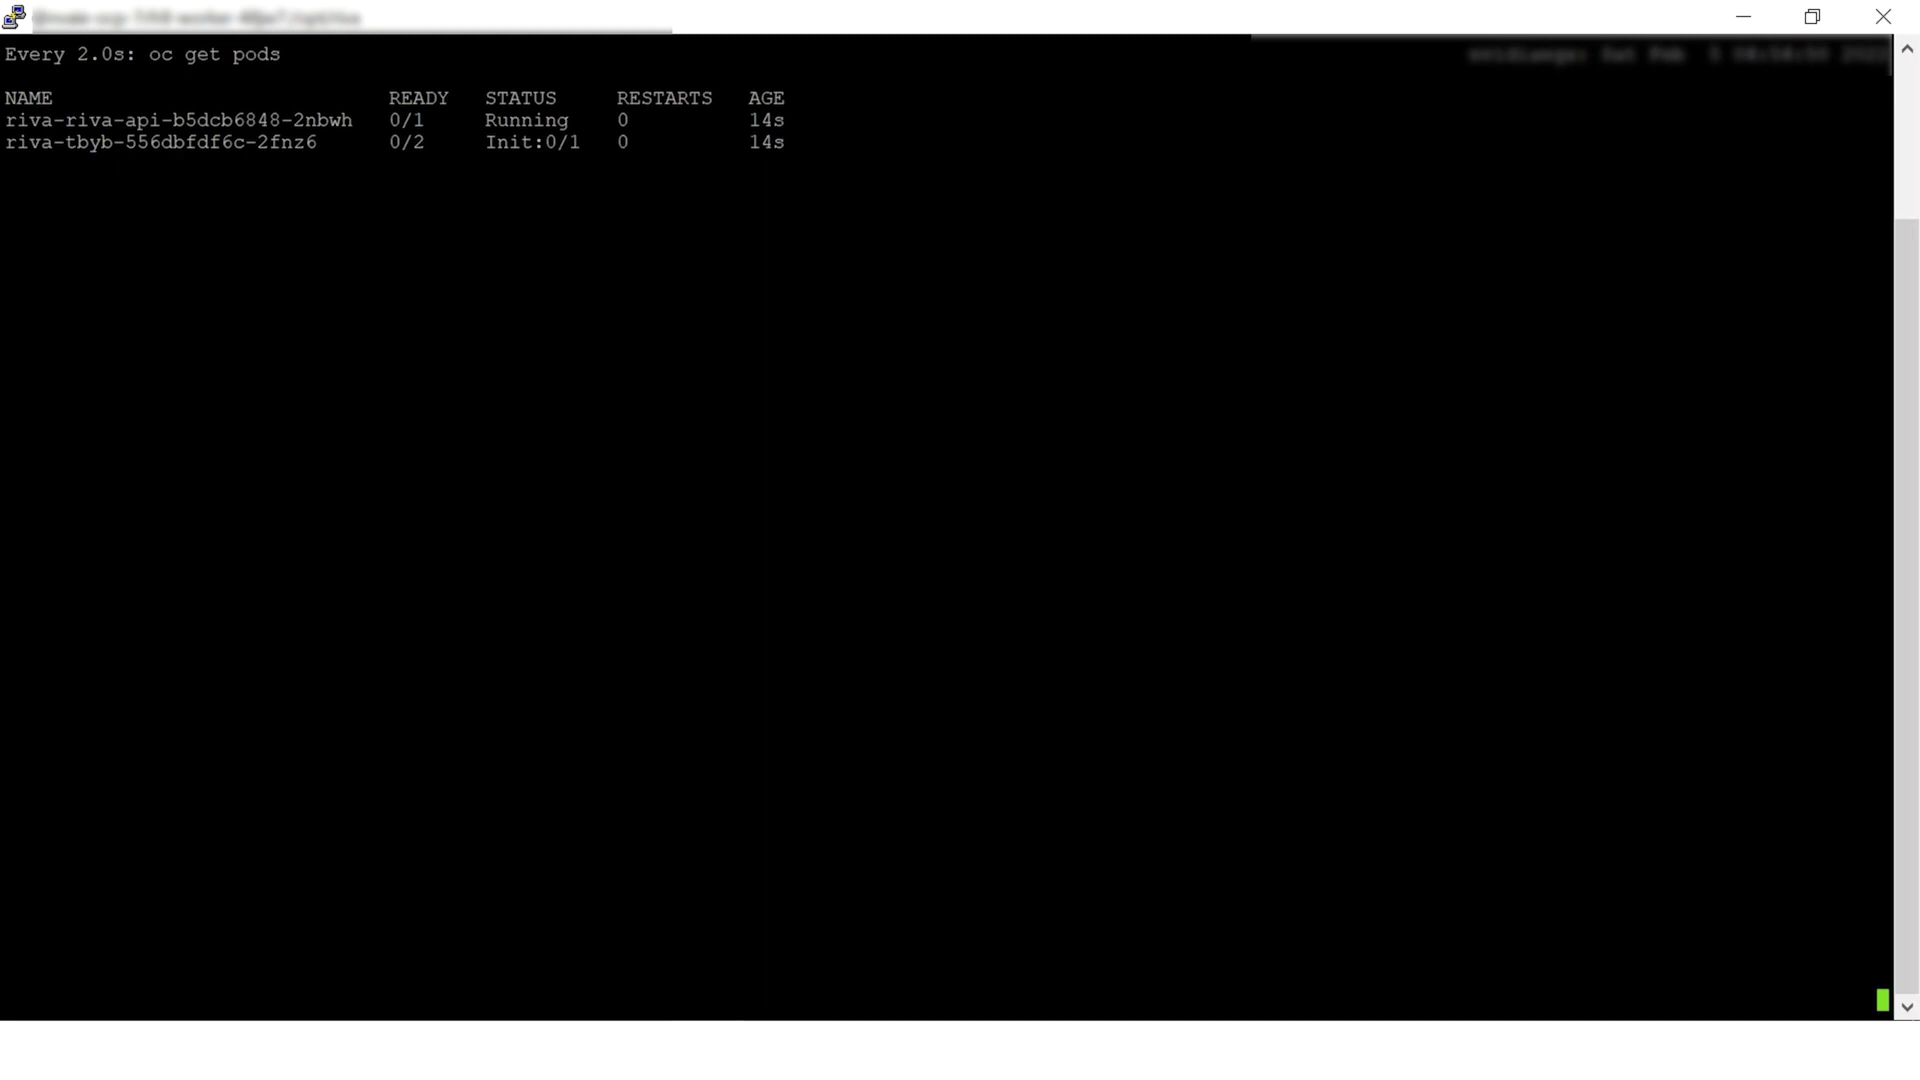 Every 2.0s: oc get pods
NAME READY STATUS RESTARTS AGE
riva-riva-api-b5dcb6848-2nbwh 0/1 Running 0 14s
riva-tbyb-556dbfdf6c-2fnz6 0/2 Init:0/1 0 14s